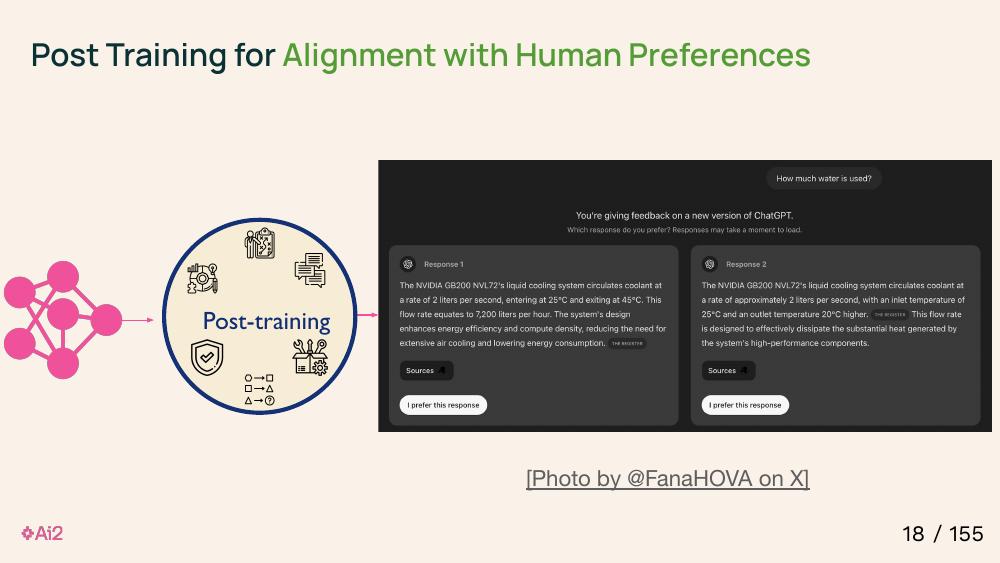 Post Training for Alignment with Human Preferences
Post-training
How much water is used?
You're giving feedback on a new version of ChatGPT.
Which response do you prefer? Responses may take a moment to load.
Response 1
The NVIDIA GB200 NVL72's liquid cooling system circulates coolant at
a rate of 2 liters per second, entering at 25°C and exiting at 45°C. This
flow rate equates to 7,200 liters per hour. The system's design
enhances energy efficiency and compute density, reducing the need for
extensive air cooling and lowering energy consumption. THE REGISTER
Sources
I prefer this response
Response 2
The NVIDIA GB200 NVL72's liquid cooling system circulates coolant at
a rate of approximately 2 liters per second, with an inlet temperature of
25°C and an outlet temperature 20°C higher. THE REGISTER This flow rate
is designed to effectively dissipate the substantial heat generated by
the system's high-performance components.
Sources
I prefer this response
[Photo by @FanaHOVA on X]
Ai2
18 / 155